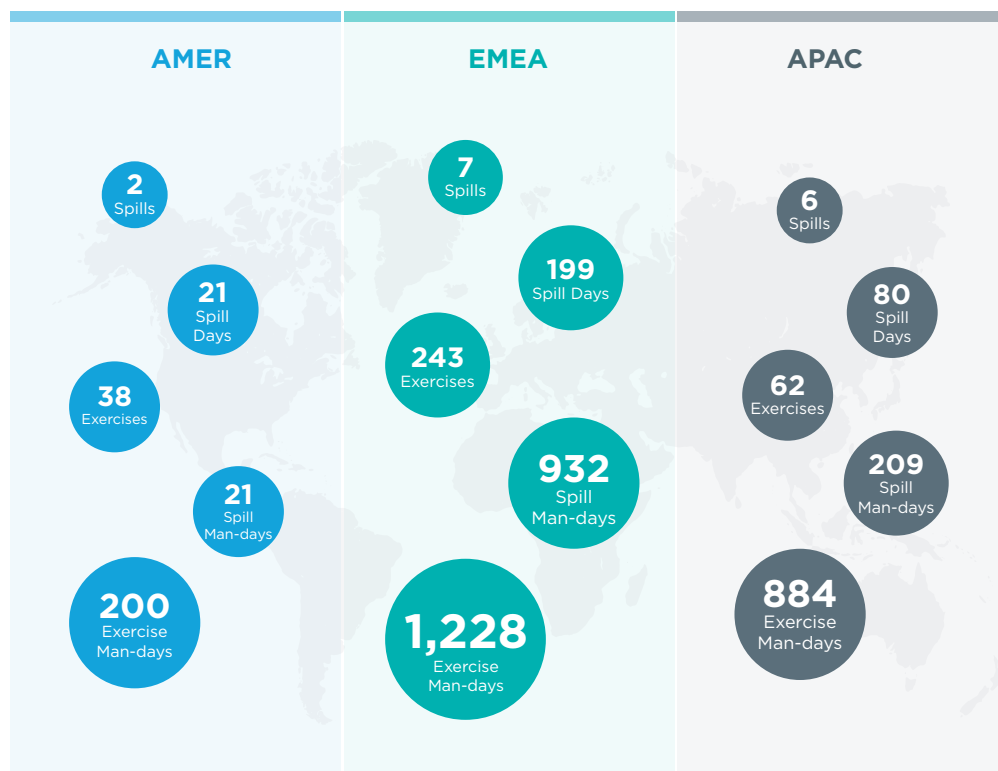 AMER
2
Spills
21
Spill
Days
38
Exercises
21
Spill
Man-days
200
Exercise
Man-days
EMEA
7
Spills
199
Spill Days
243
Exercises
932
Spill
Man-days
1,228
Exercise
Man-days
APAC
6
Spills
80
Spill
Days
62
Exercises
209
Spill
Man-days
884
Exercise
Man-days